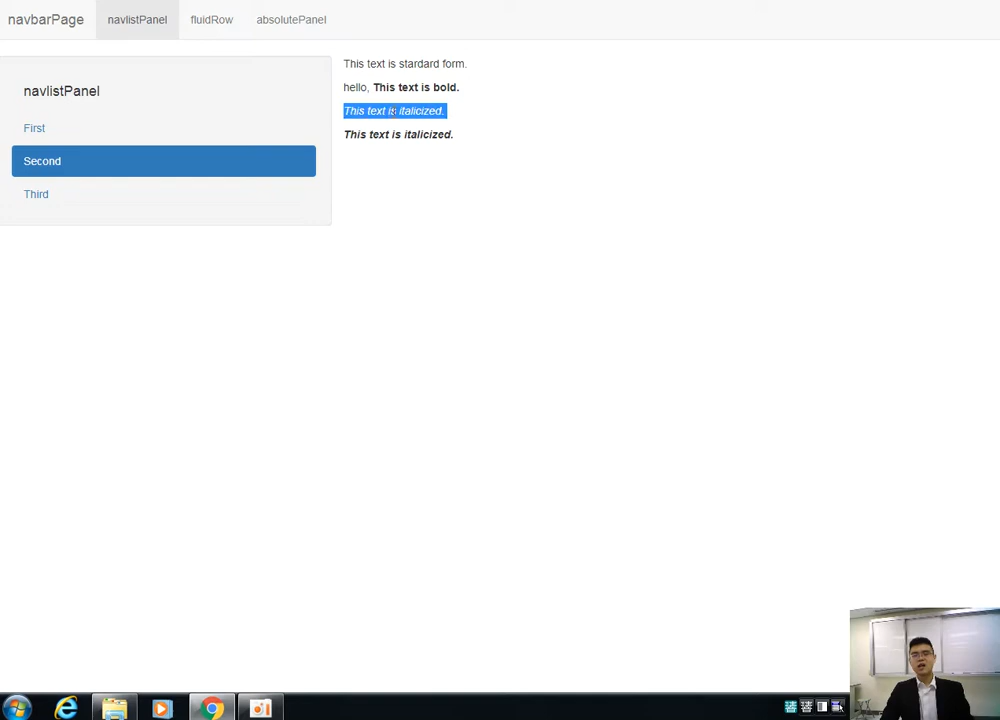 navbarPage navlistPanel fluidRow absolutePanel
navlistPanel
First
Second
Third
This text is stardard form.
hello, This text is bold.
This text is italicized.
This text is italicized.